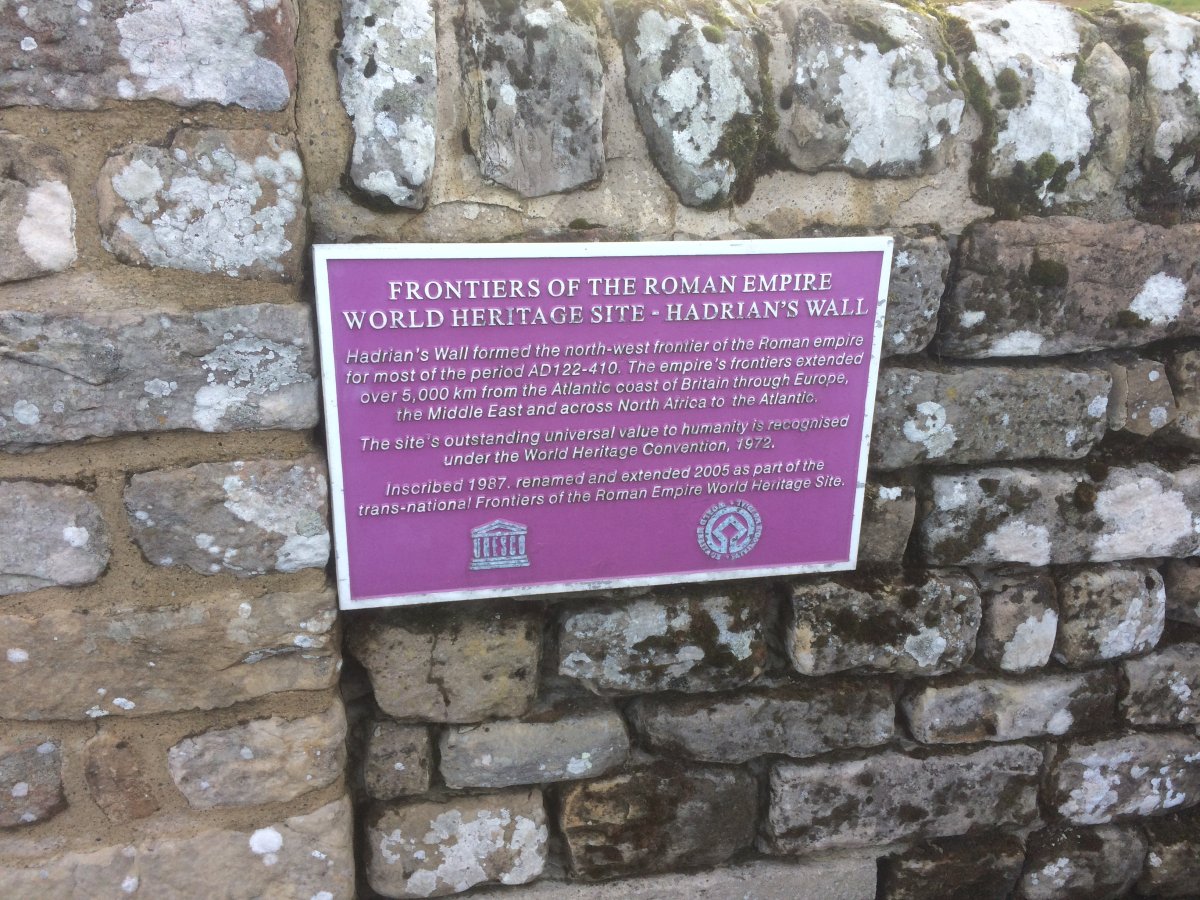 FRONTIERS OF THE ROMAN EMPIRE
WORLD HERITAGE SITE - HADRIAN'S WALL
Hadrian's Wall formed the north-west frontier of the Roman empire
for most of the period AD122-410. The empire's frontiers extended
over 5,000 km from the Atlantic coast of Britain through Europe,
the Middle East and across North Africa to the Atlantic.
The site's outstanding universal value to humanity is recognised
under the World Heritage Convention, 1972.
Inscribed 1987, renamed and extended 2005 as part of the
trans-national Frontiers of the Roman Empire World Heritage Site.
UNESCO